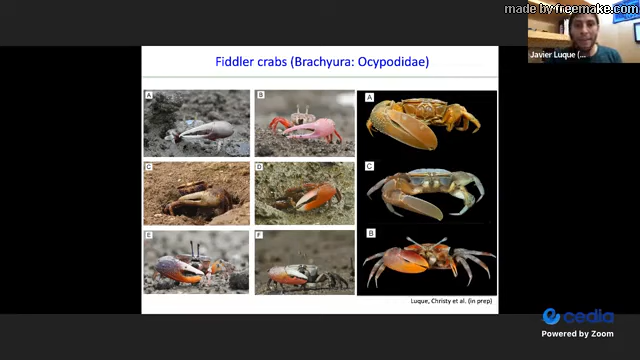 made by freemake.com
Fiddler crabs (Brachyura: Ocypodidae)
Javier Luque (...
A
B
A
C
D
C
E
F
B
Luque, Christy et al. (in prep)
cedia
Powered by Zoom